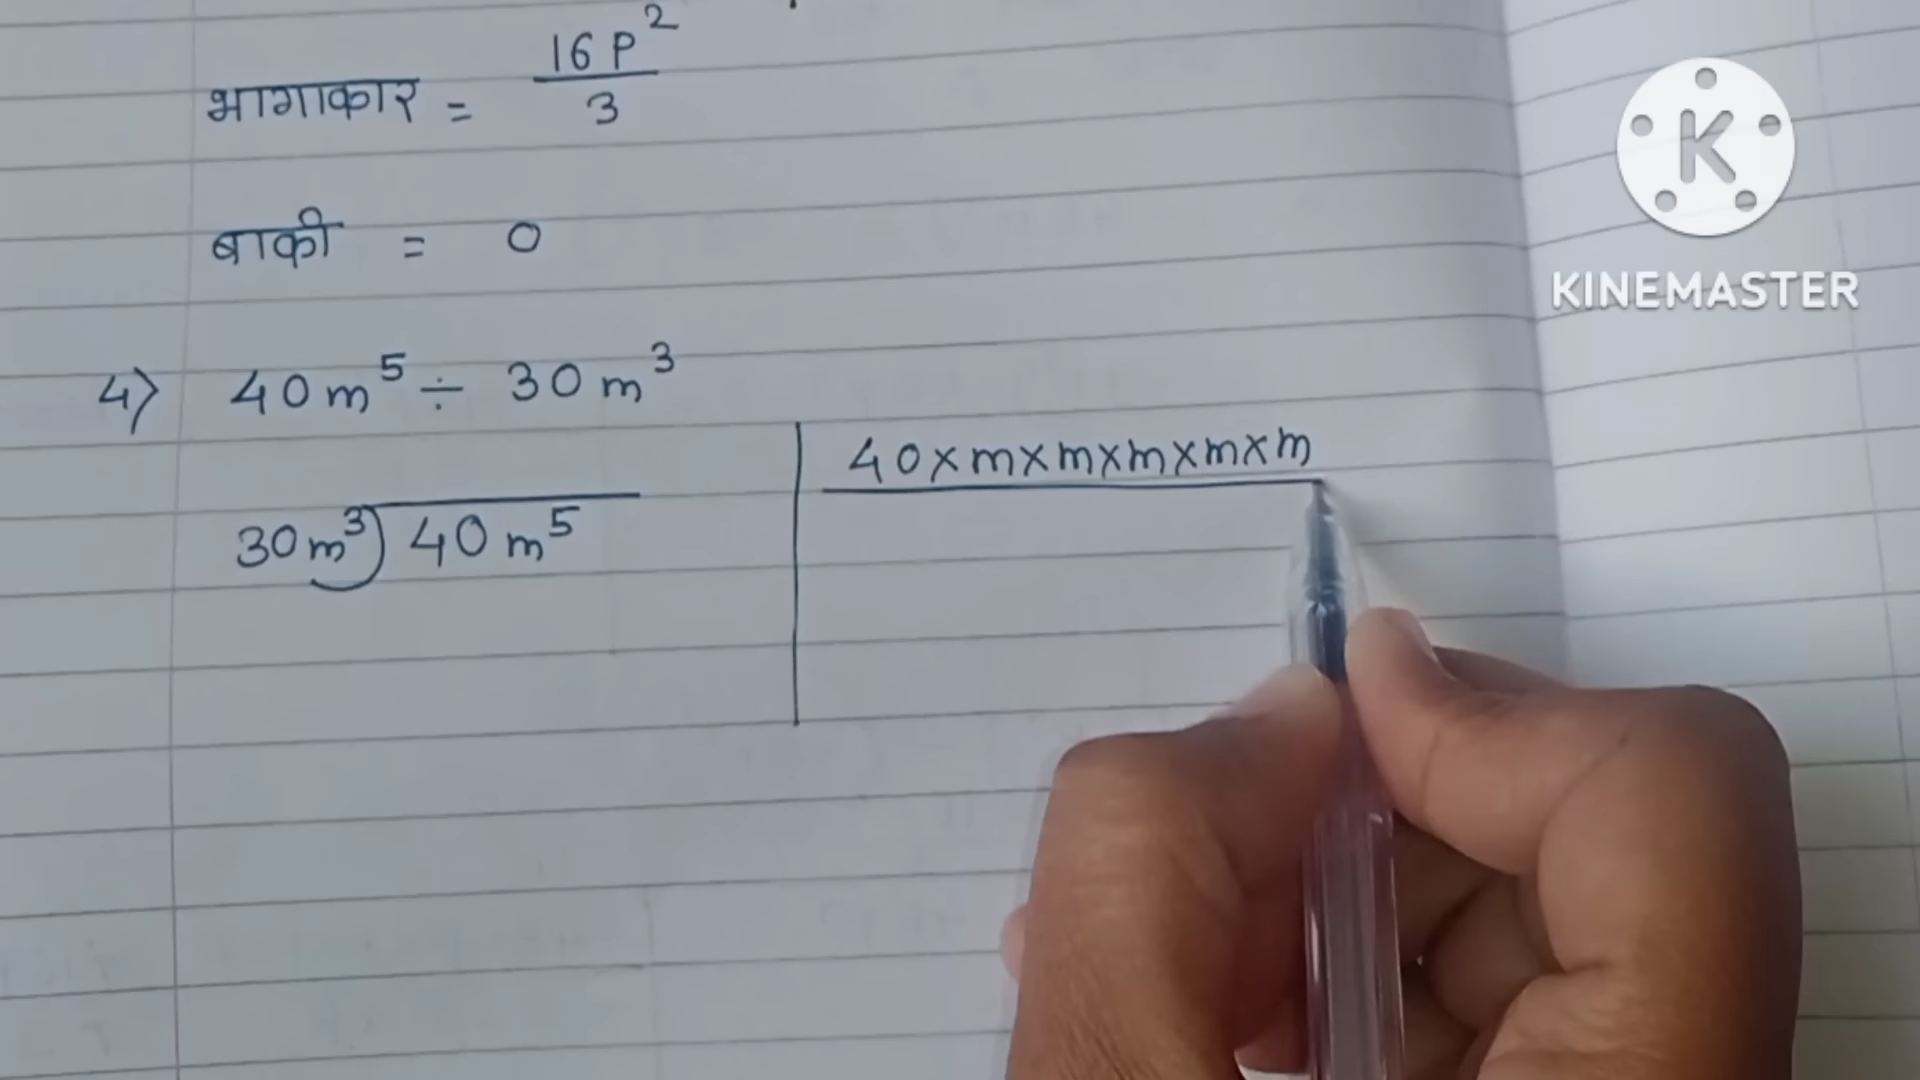 भागाकार = 16P²/3
बाकी = 0
4) 40m⁵ ÷ 30m³
40×m×m×m×m×m
30m³)40m⁵
K
KINEMASTER